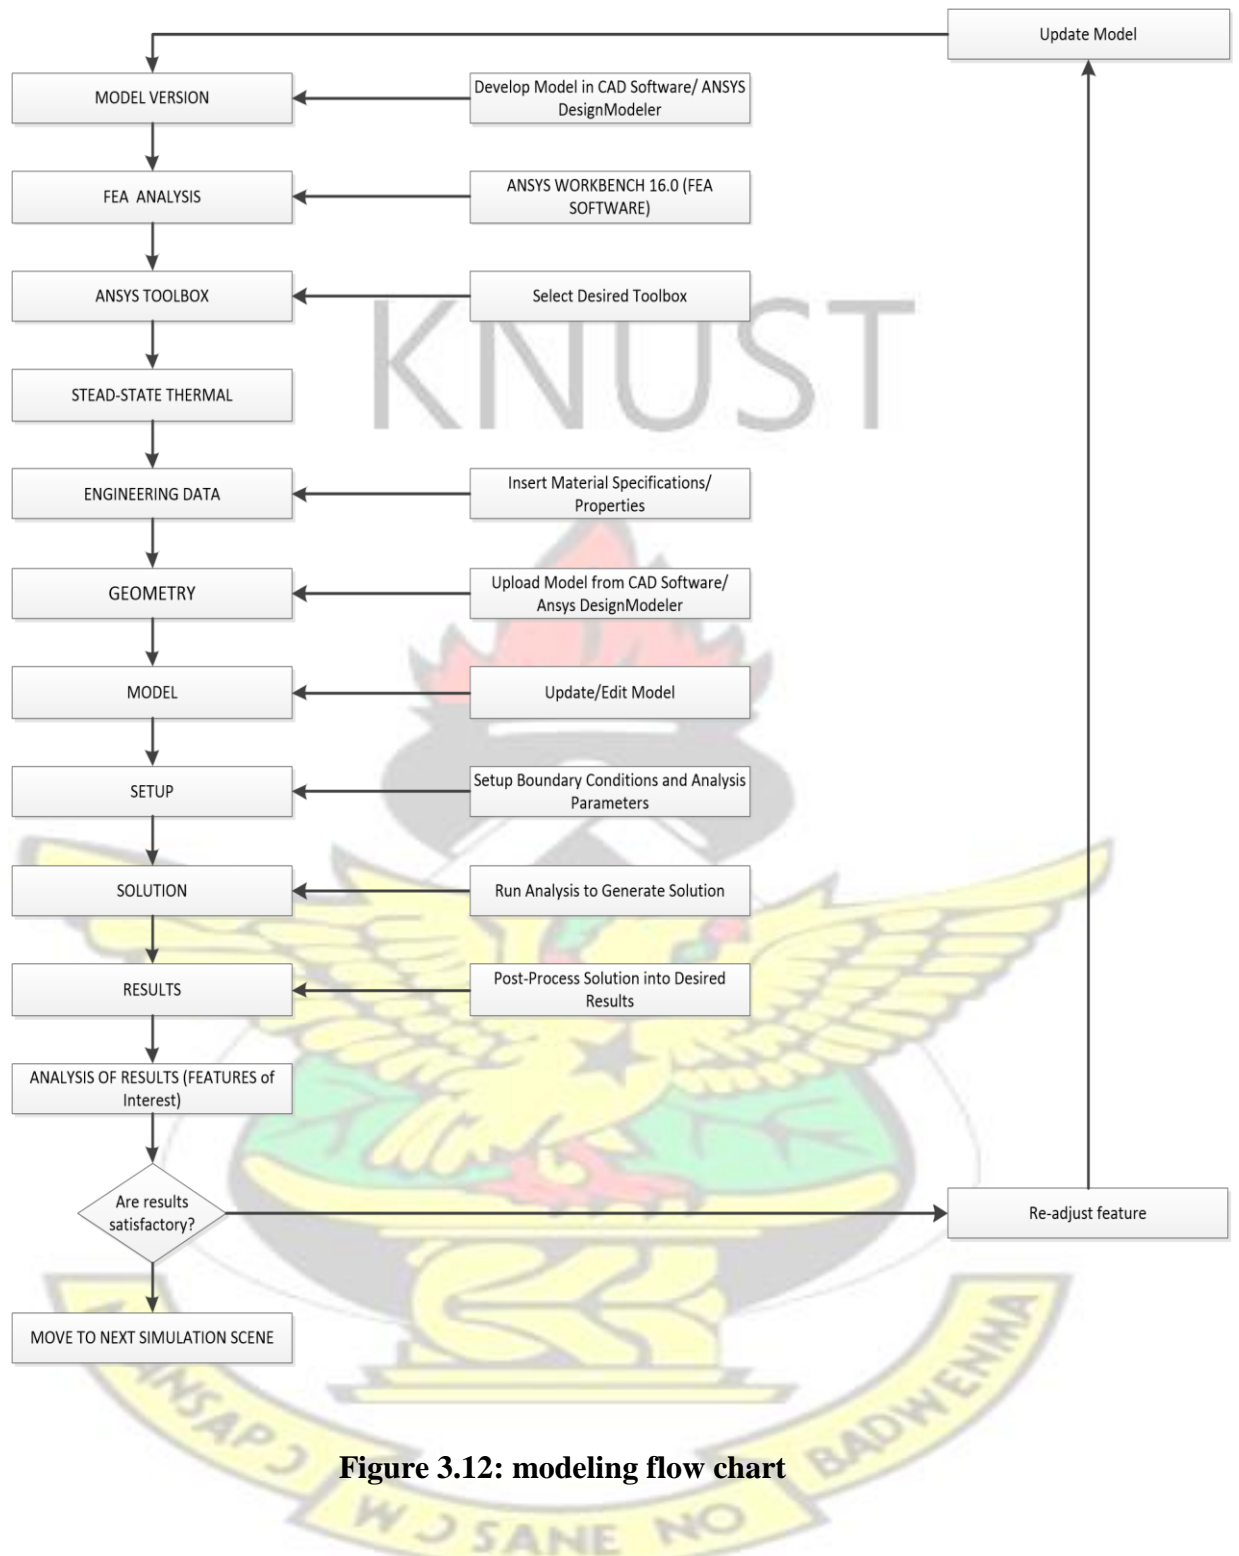 Update Model
MODEL VERSION
Develop Model in CAD Software/ ANSYS
DesignModeler
FEA ANALYSIS
ANSYS WORKBENCH 16.0 (FEA
SOFTWARE)
ANSYS TOOLBOX
Select Desired Toolbox
KNUST
STEAD-STATE THERMAL
ENGINEERING DATA
Insert Material Specifications/
Properties
GEOMETRY
Upload Model from CAD Software/
Ansys DesignModeler
MODEL
Update/Edit Model
SETUP
Setup Boundary Conditions and Analysis
Parameters
SOLUTION
Run Analysis to Generate Solution
RESULTS
Post-Process Solution into Desired
Results
ANALYSIS OF RESULTS (FEATURES of
Interest)
Are results
satisfactory?
Re-adjust feature
MOVE TO NEXT SIMULATION SCENE
Figure 3.12: modeling flow chart
WƆ SANE NO
BADWENMA